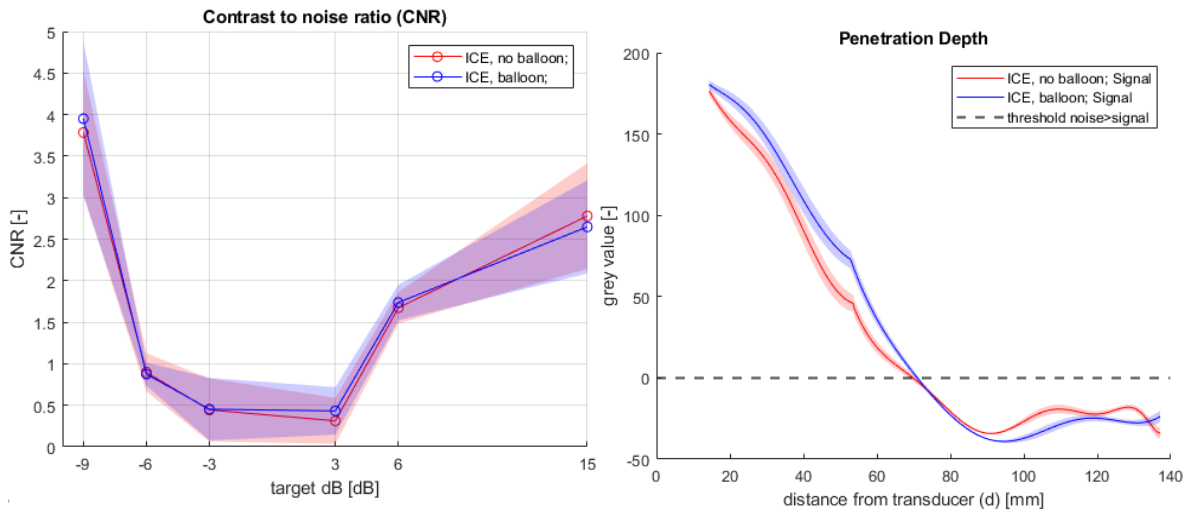 Contrast to noise ratio (CNR)
5
4.5
4
3.5
3
2.5
2
1.5
1
0.5
0
CNR [-]
ICE, no balloon;
ICE, balloon;
-9 -6 -3 3 6 15
target dB [dB]
Penetration Depth
200
150
100
50
0
-50
grey value [-]
ICE, no balloon; Signal
ICE, balloon; Signal
threshold noise>signal
0 20 40 60 80 100 120 140
distance from transducer (d) [mm]